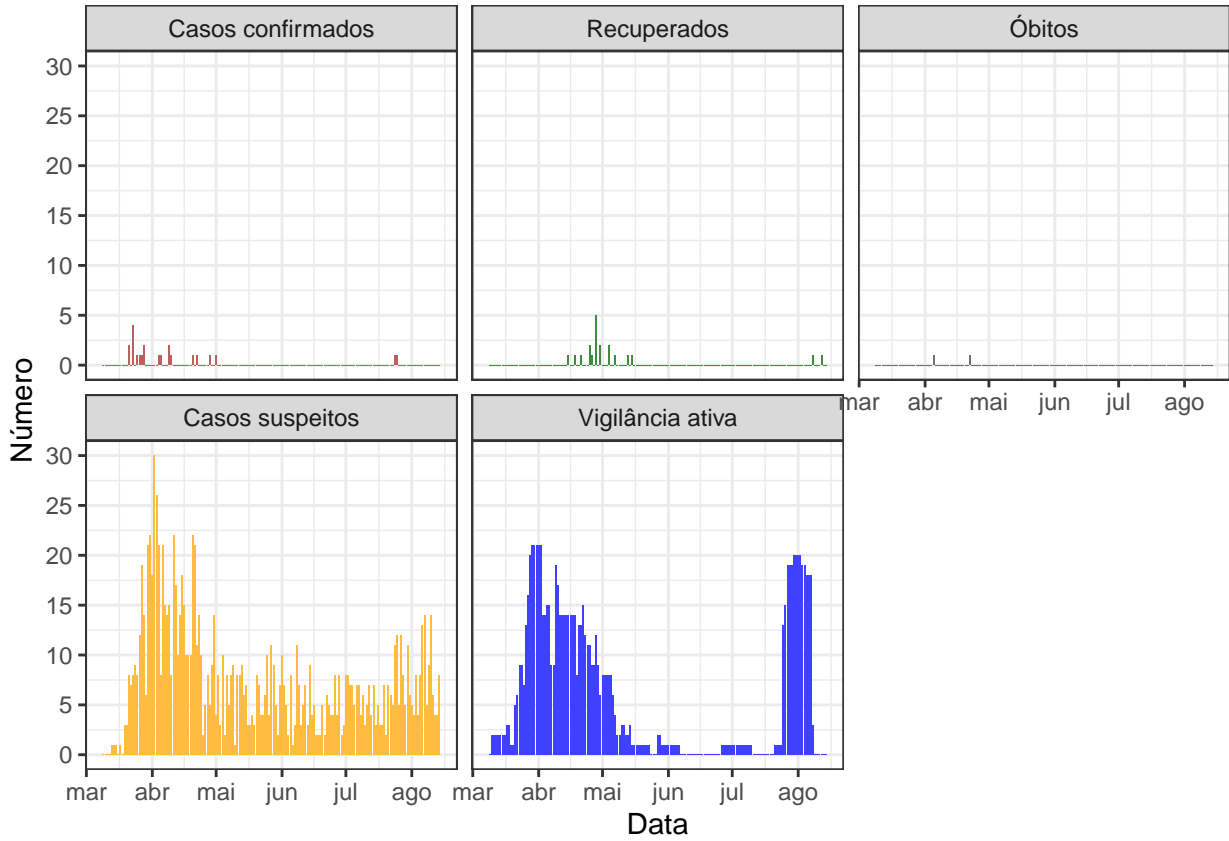 Casos confirmados Recuperados Óbitos
30
25
20
15
10
5
0
mar abr mai jun jul ago
Número
Casos suspeitos Vigilância ativa
30
25
20
15
10
5
0
mar abr mai jun jul ago mar abr mai jun jul ago
Data